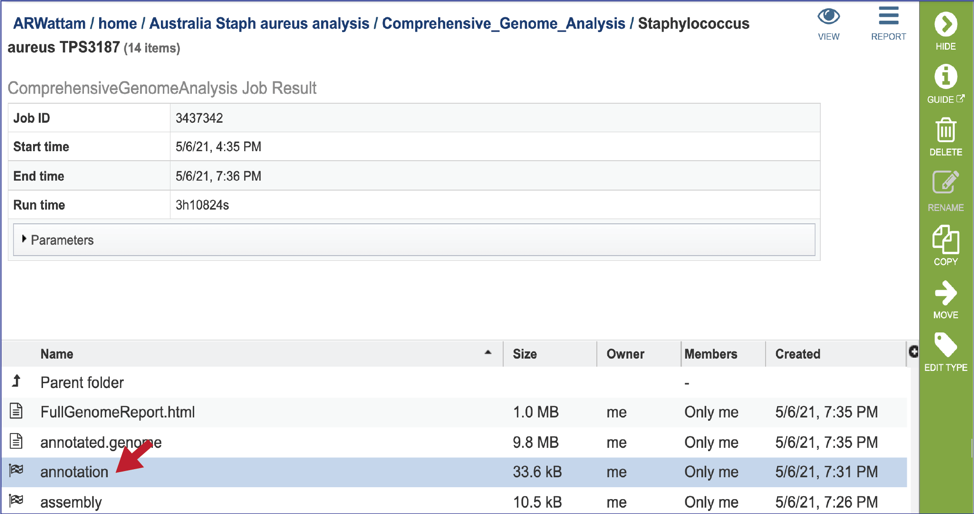 ARWattam / home / Australia Staph aureus analysis / Comprehensive_Genome_Analysis / Staphylococcus
aureus TPS3187 (14 items)
VIEW
REPORT
HIDE
GUIDE
DELETE
RENAME
COPY
MOVE
EDIT TYPE
ComprehensiveGenomeAnalysis Job Result
Job ID 3437342
Start time 5/6/21, 4:35 PM
End time 5/6/21, 7:36 PM
Run time 3h10824s
Parameters
Name Size Owner Members Created
Parent folder -
FullGenomeReport.html 1.0 MB me Only me 5/6/21, 7:35 PM
annotated.genome 9.8 MB me Only me 5/6/21, 7:35 PM
annotation 33.6 kB me Only me 5/6/21, 7:31 PM
assembly 10.5 kB me Only me 5/6/21, 7:26 PM